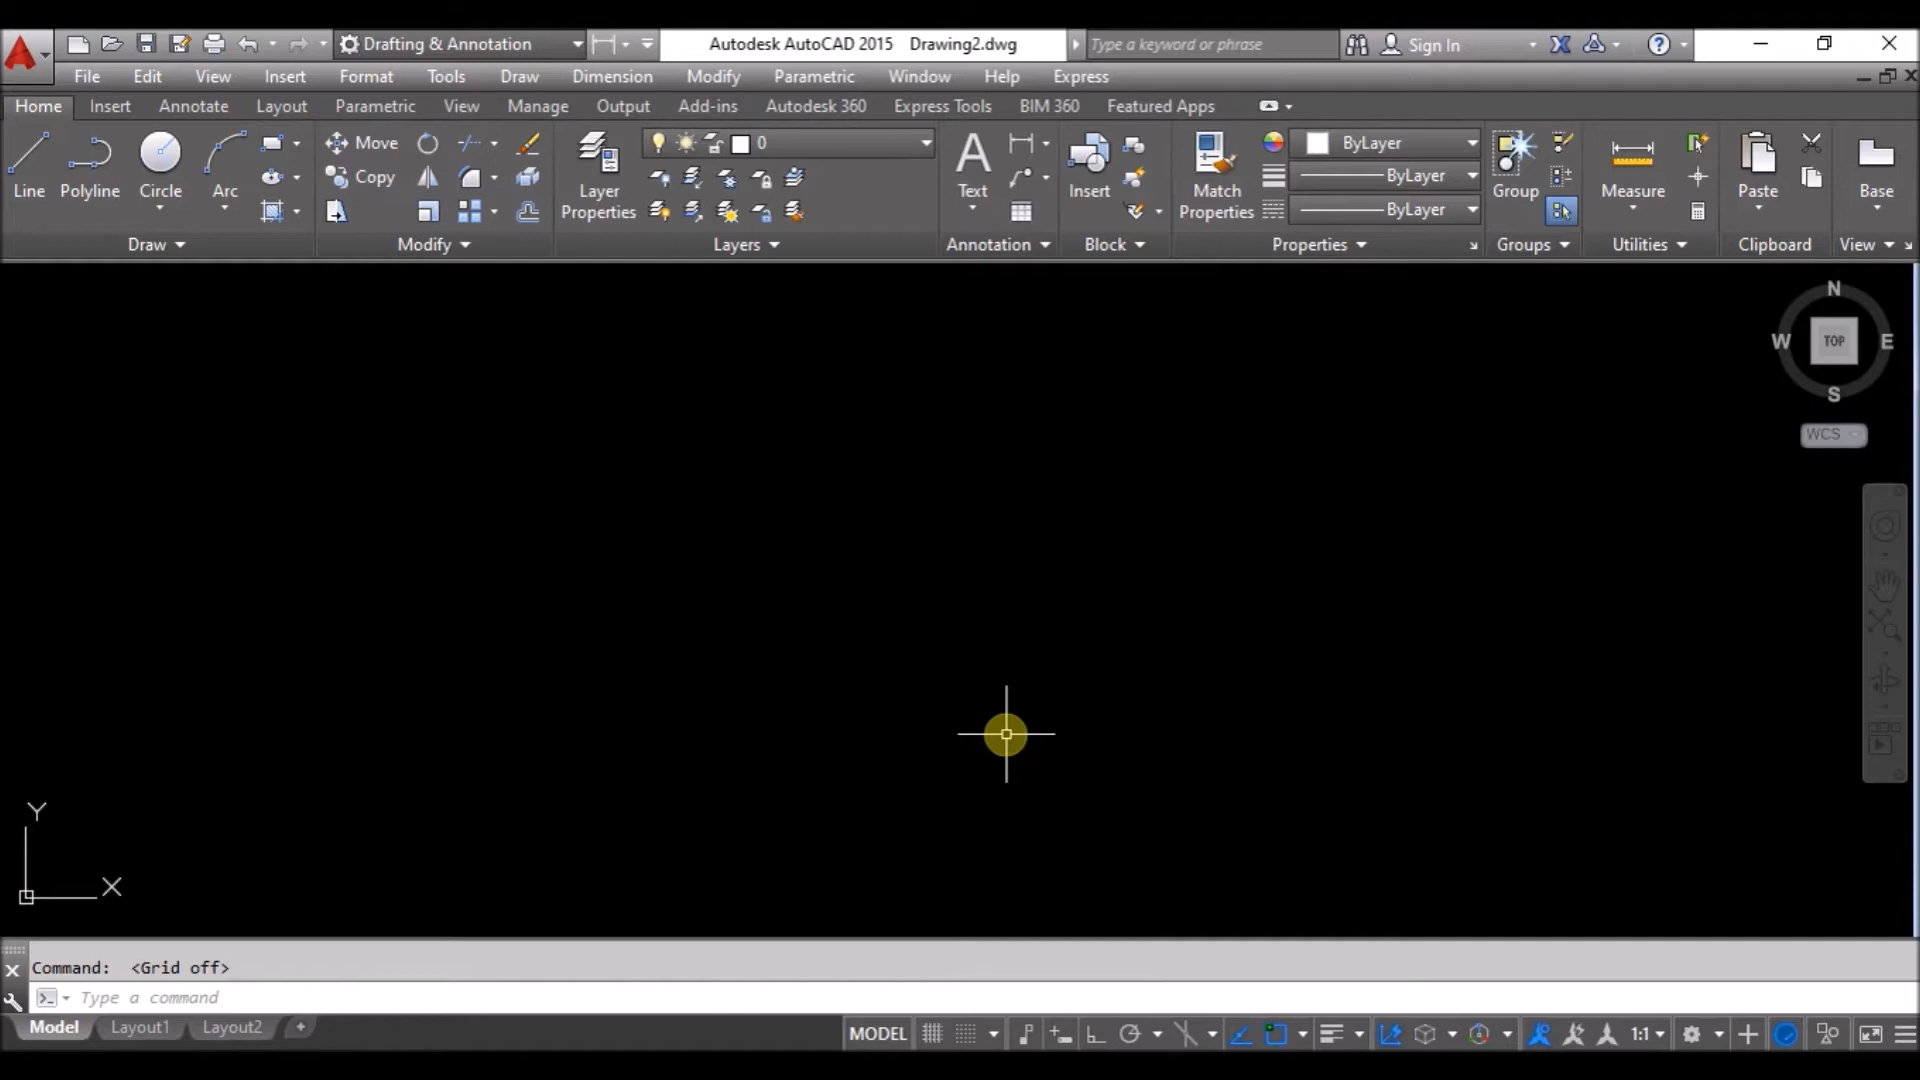 Drafting & Annotation Autodesk AutoCAD 2015 Drawing2.dwg Type a keyword or phrase Sign In
File Edit View Insert Format Tools Draw Dimension Modify Parametric Window Help Express
Home Insert Annotate Layout Parametric View Manage Output Add-ins Autodesk 360 Express Tools BIM 360 Featured Apps
Move 0 ByLayer
Line Polyline Circle Arc Copy Text Insert ByLayer Group Measure Paste Base
Layer Properties Match Properties ByLayer
Draw Modify Layers Annotation Block Properties Groups Utilities Clipboard View
N
W TOP E
S
WCS
Y
X
Command: <Grid off>
Type a command
Model Layout1 Layout2 + MODEL 1:1